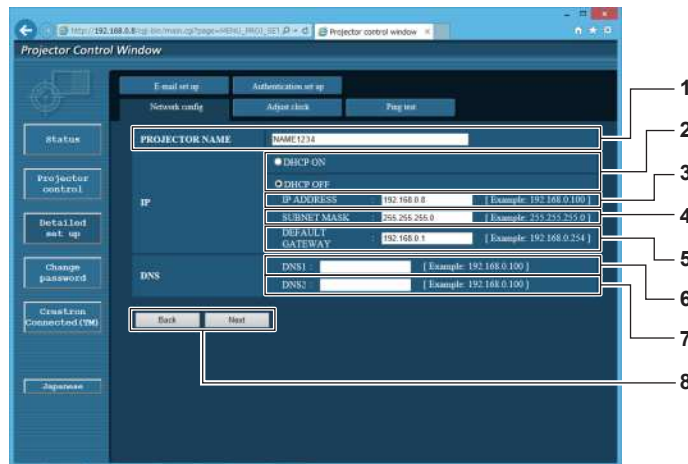 http://192.168.0.8/cgi-bin/main.cgi?page=MENU_PROJ_SET
Projector control window
Projector Control Window
E-mail set up
Authentication set up
Network config
Adjust clock
Ping test
Status
Projector control
Detailed set up
Change password
Crestron Connected(TM)
Japanese
PROJECTOR NAME
NAME1234
IP
DHCP ON
DHCP OFF
IP ADDRESS : 192.168.0.8 [ Example: 192.168.0.100 ]
SUBNET MASK : 255.255.255.0 [ Example: 255.255.255.0 ]
DEFAULT GATEWAY : 192.168.0.1 [ Example: 192.168.0.254 ]
DNS
DNS1 : [ Example: 192.168.0.100 ]
DNS2 : [ Example: 192.168.0.100 ]
Back
Next
1
2
3
4
5
6
7
8